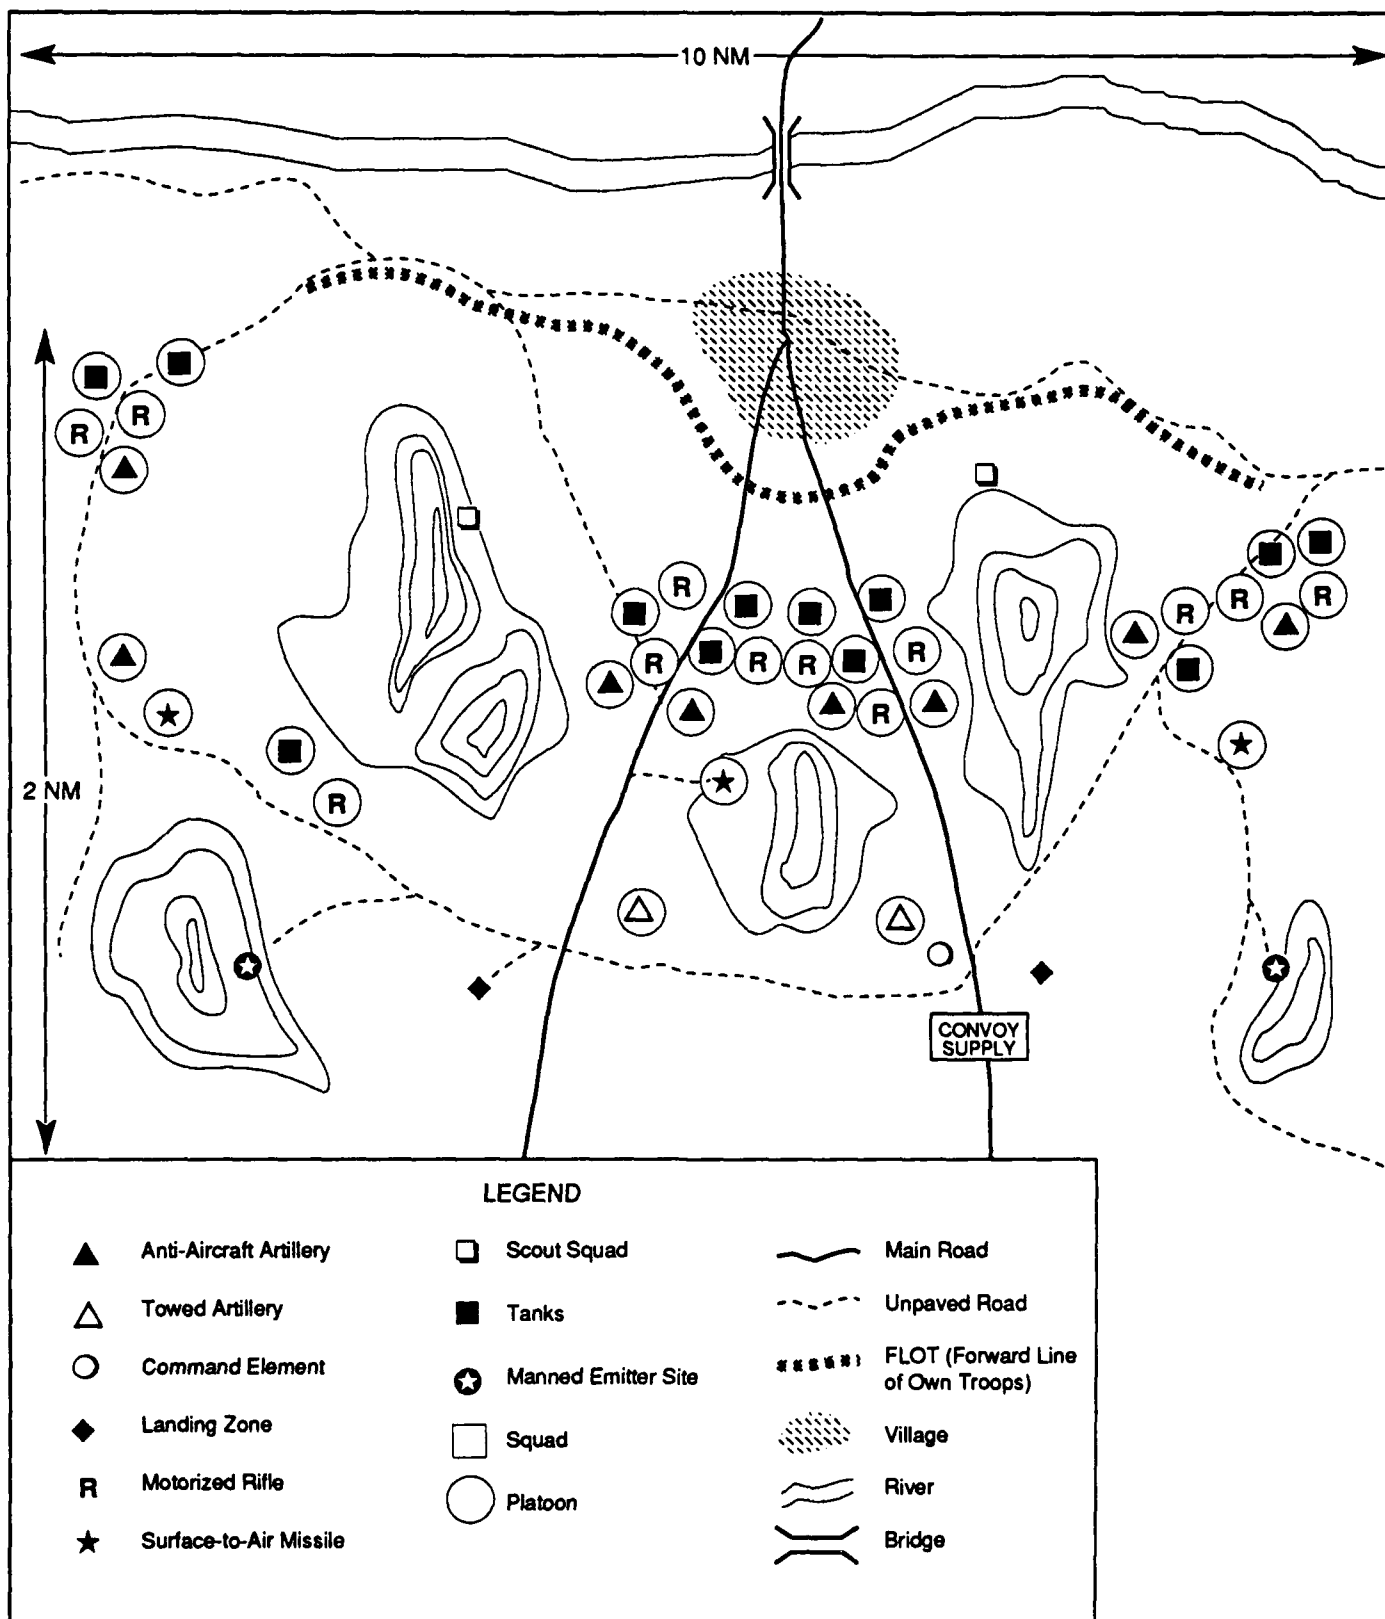 10 NM
R
R
R
R
R
R
R
R
R
R
R
R
2 NM
CONVOY
SUPPLY
LEGEND
Anti-Aircraft Artillery
Towed Artillery
Command Element
Landing Zone
R Motorized Rifle
Surface-to-Air Missile
Scout Squad
Tanks
Manned Emitter Site
Squad
Platoon
Main Road
Unpaved Road
FLOT (Forward Line
of Own Troops)
Village
River
Bridge